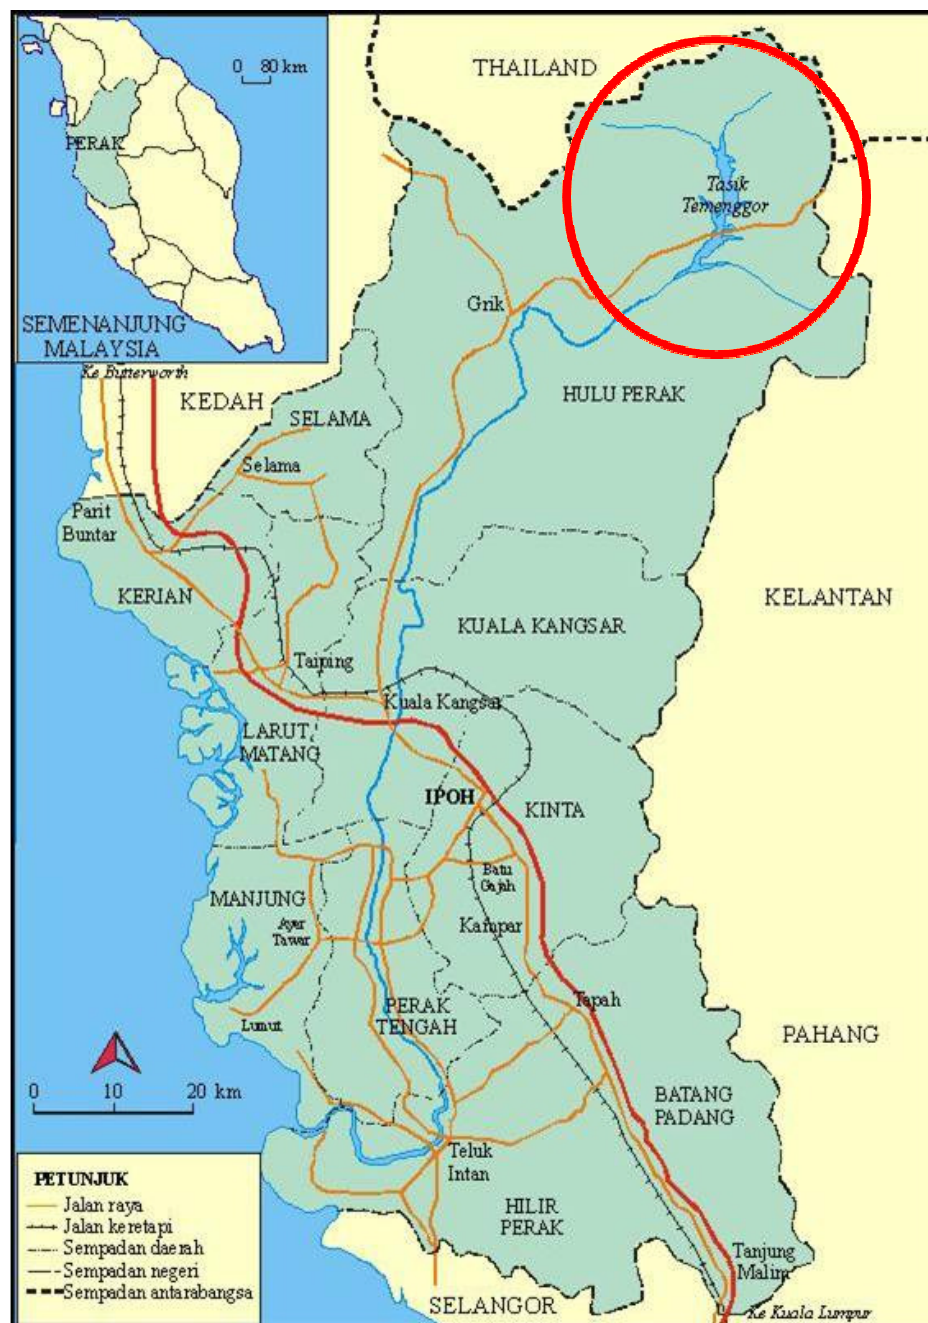 THAILAND
0 80 km
PERAK
Tasik
Temenggor
Grik
SEMENANJUNG
MALAYSIA
Ke Butterworth
KEDAH
HULU PERAK
SELAMA
Selama
Parit
Buntar
KERIAN
KELANTAN
KUALA KANGSAR
Taiping
Kuala Kangsar
LARUT
MATANG
IPOH
KINTA
Batu
Gajah
MANJUNG
Ayer
Tawar
Kampar
Tapah
PERAK
TENGAH
Lumut
PAHANG
0 10 20 km
BATANG
PADANG
Teluk
Intan
PETUNJUK
Jalan raya
Jalan keretapi
Sempadan daerah
Sempadan negeri
Sempadan antarabangsa
HILIR
PERAK
Tanjung
Malim
SELANGOR
Ke Kuala Lumpur